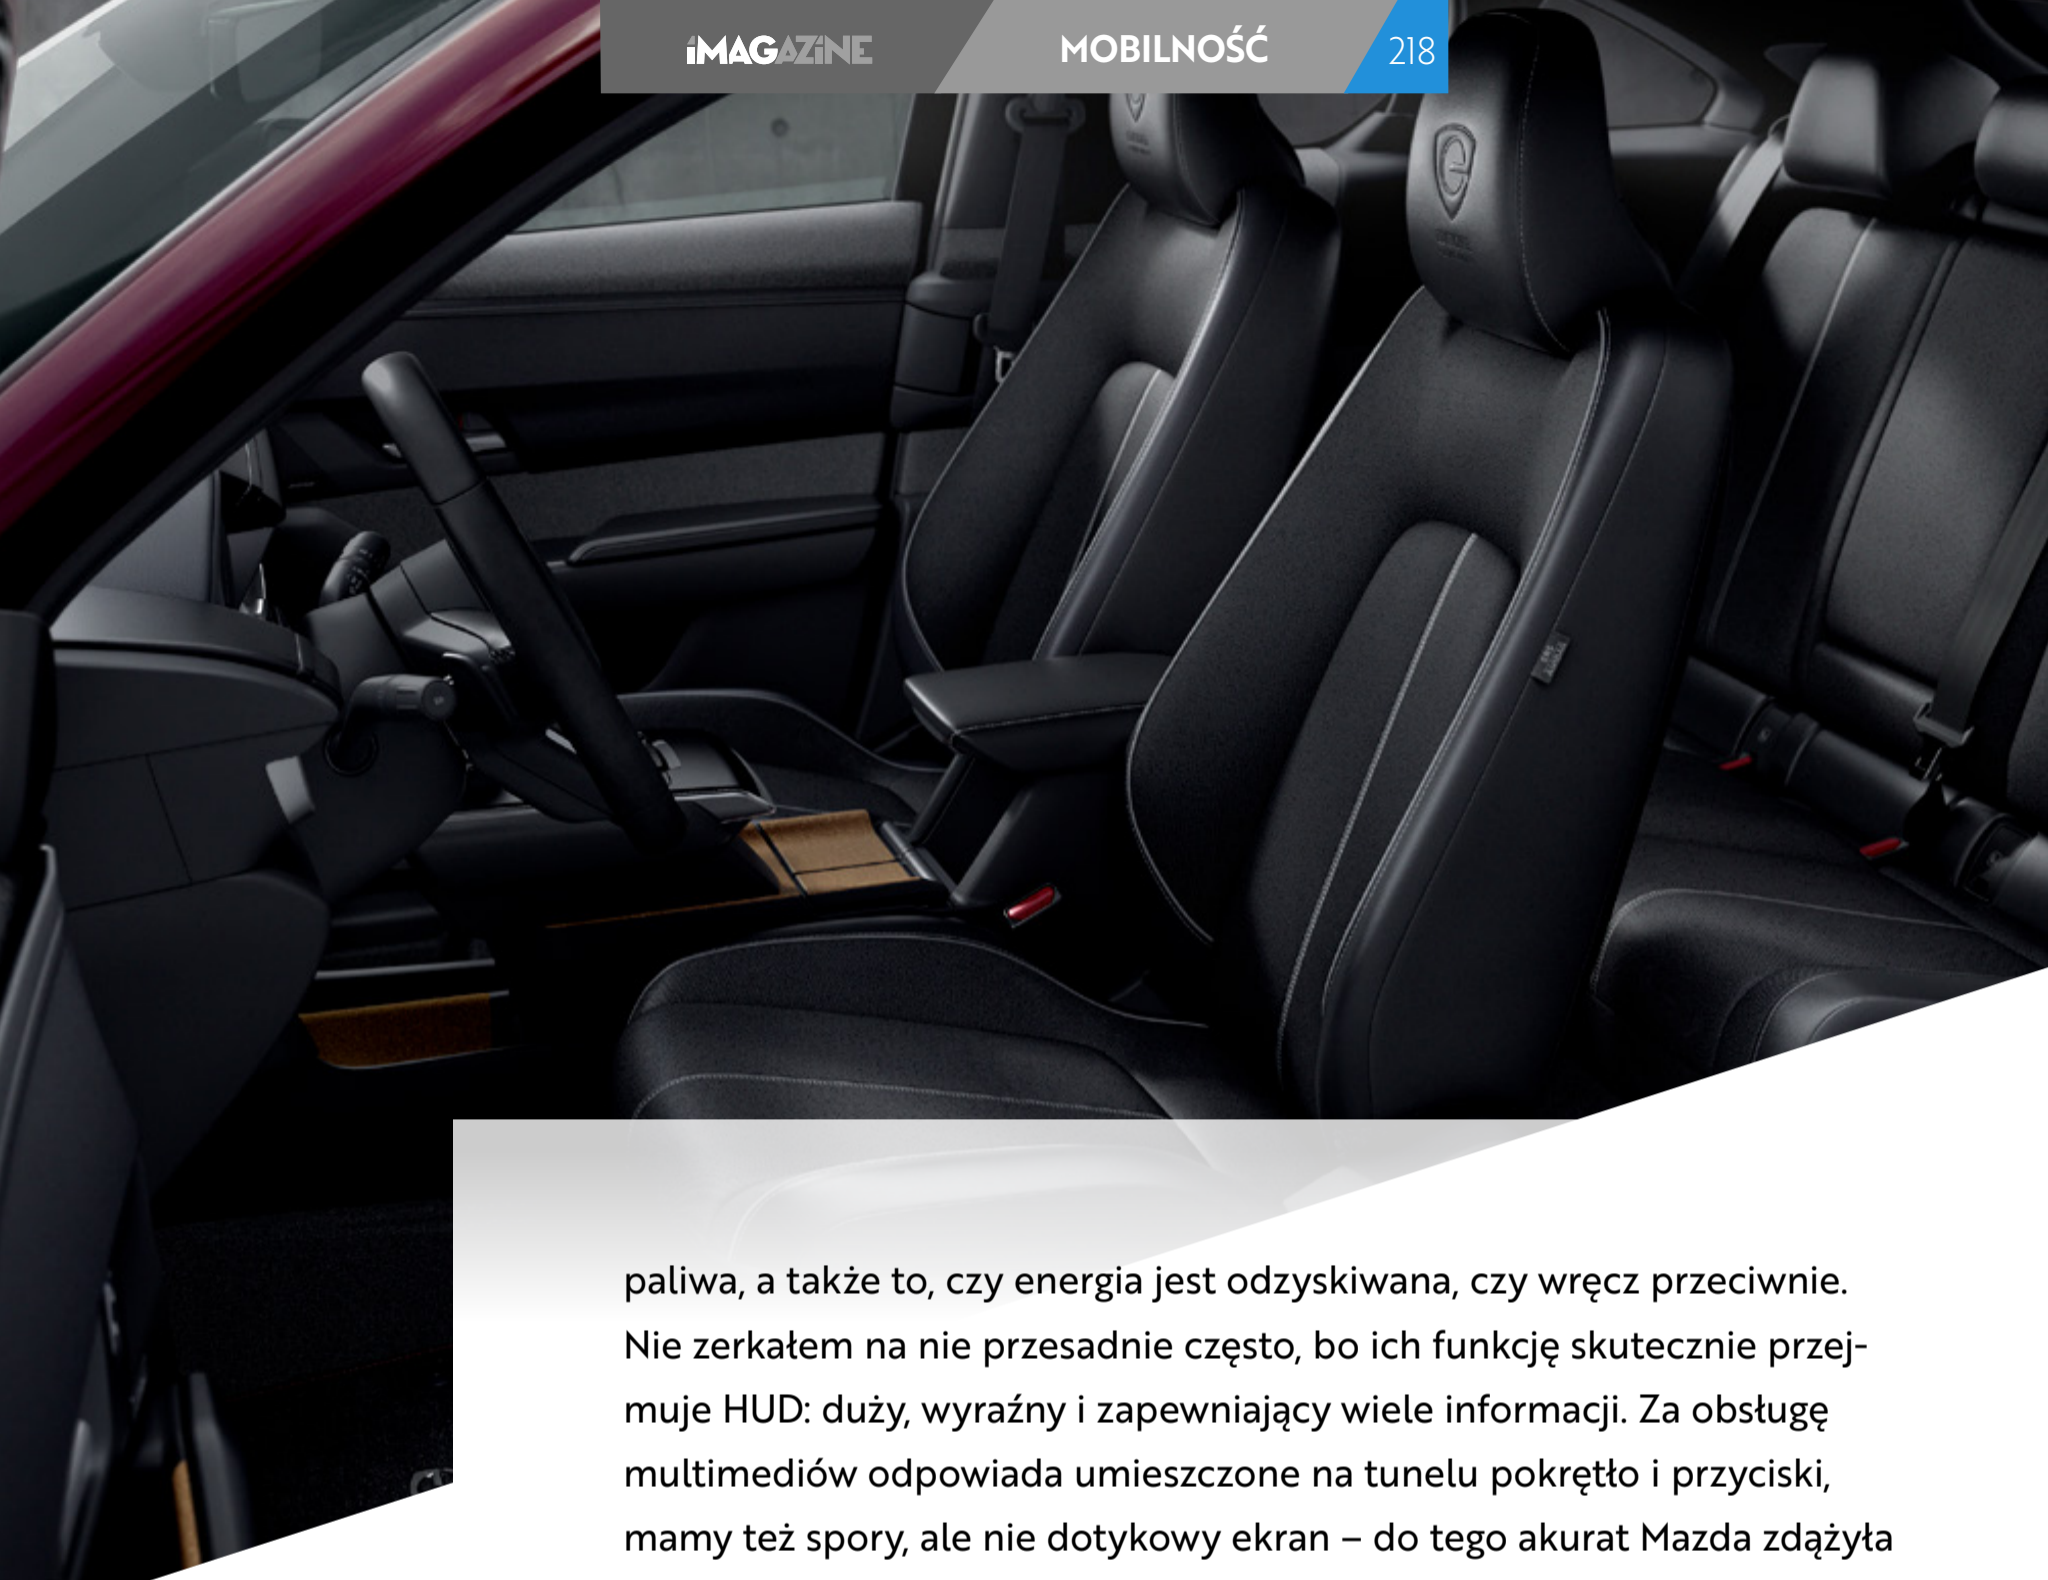 iMAGAZINE
MOBILNOŚĆ
218
paliwa, a także to, czy energia jest odzyskiwana, czy wręcz przeciwnie.
Nie zerkałem na nie przesadnie często, bo ich funkcję skutecznie przej-
muje HUD: duży, wyraźny i zapewniający wiele informacji. Za obsługę
multimediów odpowiada umieszczone na tunelu pokrętło i przyciski,
mamy też spory, ale nie dotykowy ekran – do tego akurat Mazda zdążyła